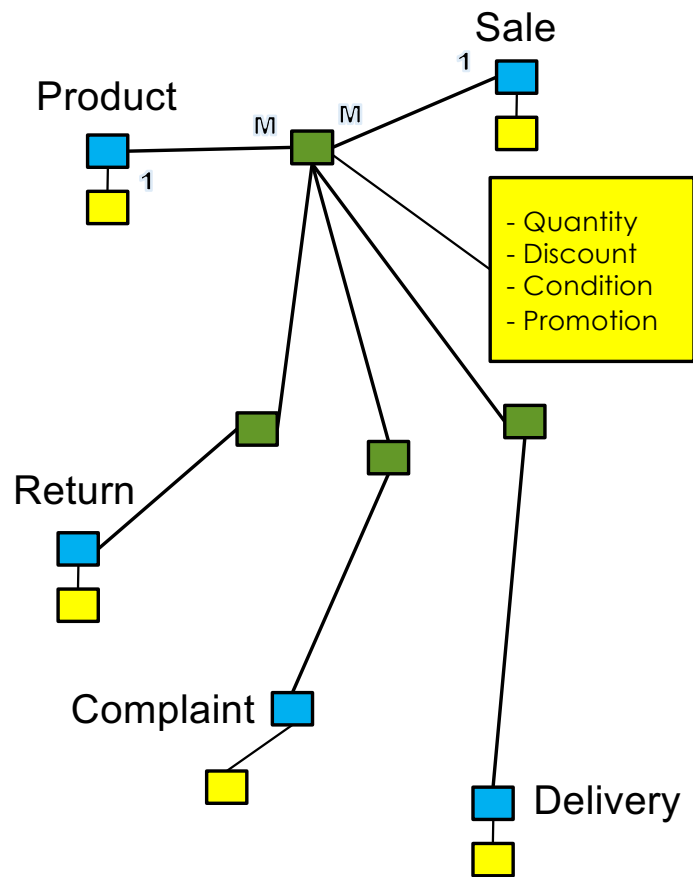 Sale
1
Product
M
M
1
- Quantity
- Discount
- Condition
- Promotion
Return
Complaint
Delivery